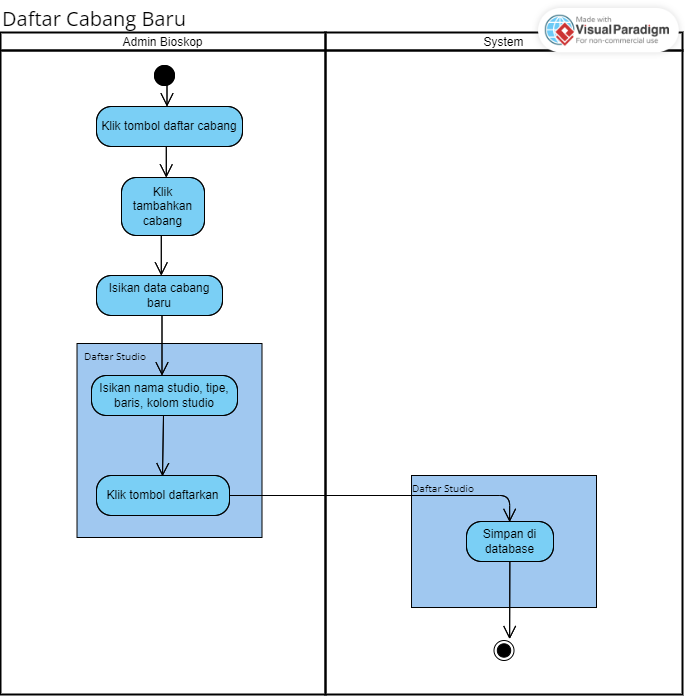 Daftar Cabang Baru
Made with
VisualParadigm
For non-commercial use
Admin Bioskop
System
Klik tombol daftar cabang
Klik
tambahkan
cabang
Isikan data cabang
baru
Daftar Studio
Isikan nama studio, tipe,
baris, kolom studio
Klik tombol daftarkan
Daftar Studio
Simpan di
database